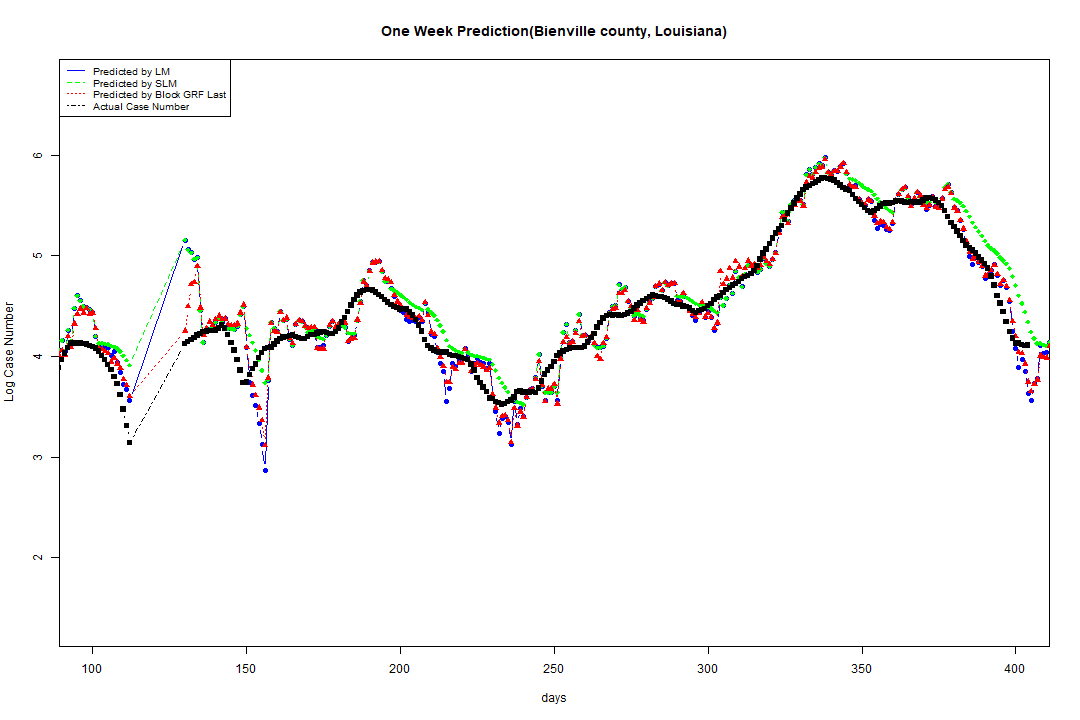 One Week Prediction(Bienville county, Louisiana)
Predicted by LM
Predicted by SLM
Predicted by Block GRF Last
Actual Case Number
Log Case Number
6
5
4
3
2
100 150 200 250 300 350 400
days